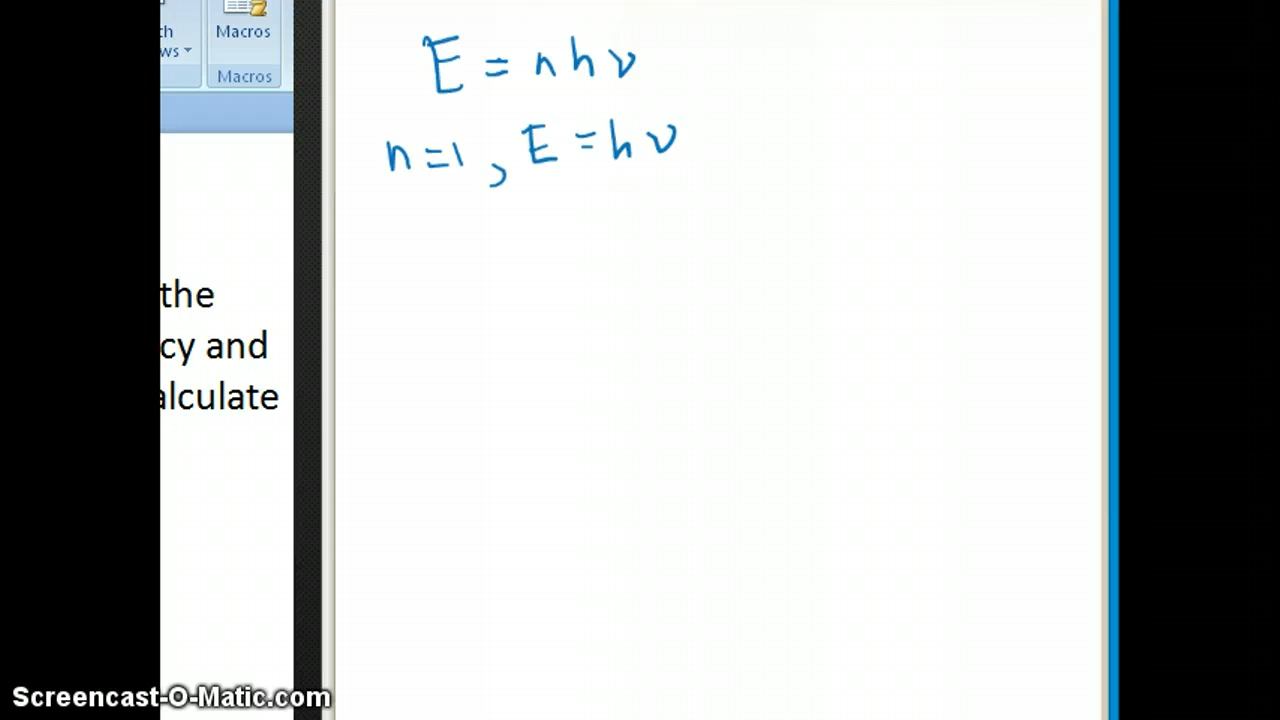 Macros
Macros
E = nhν
n=1, E=hν
the
cy and
alculate
Screencast-O-Matic.com